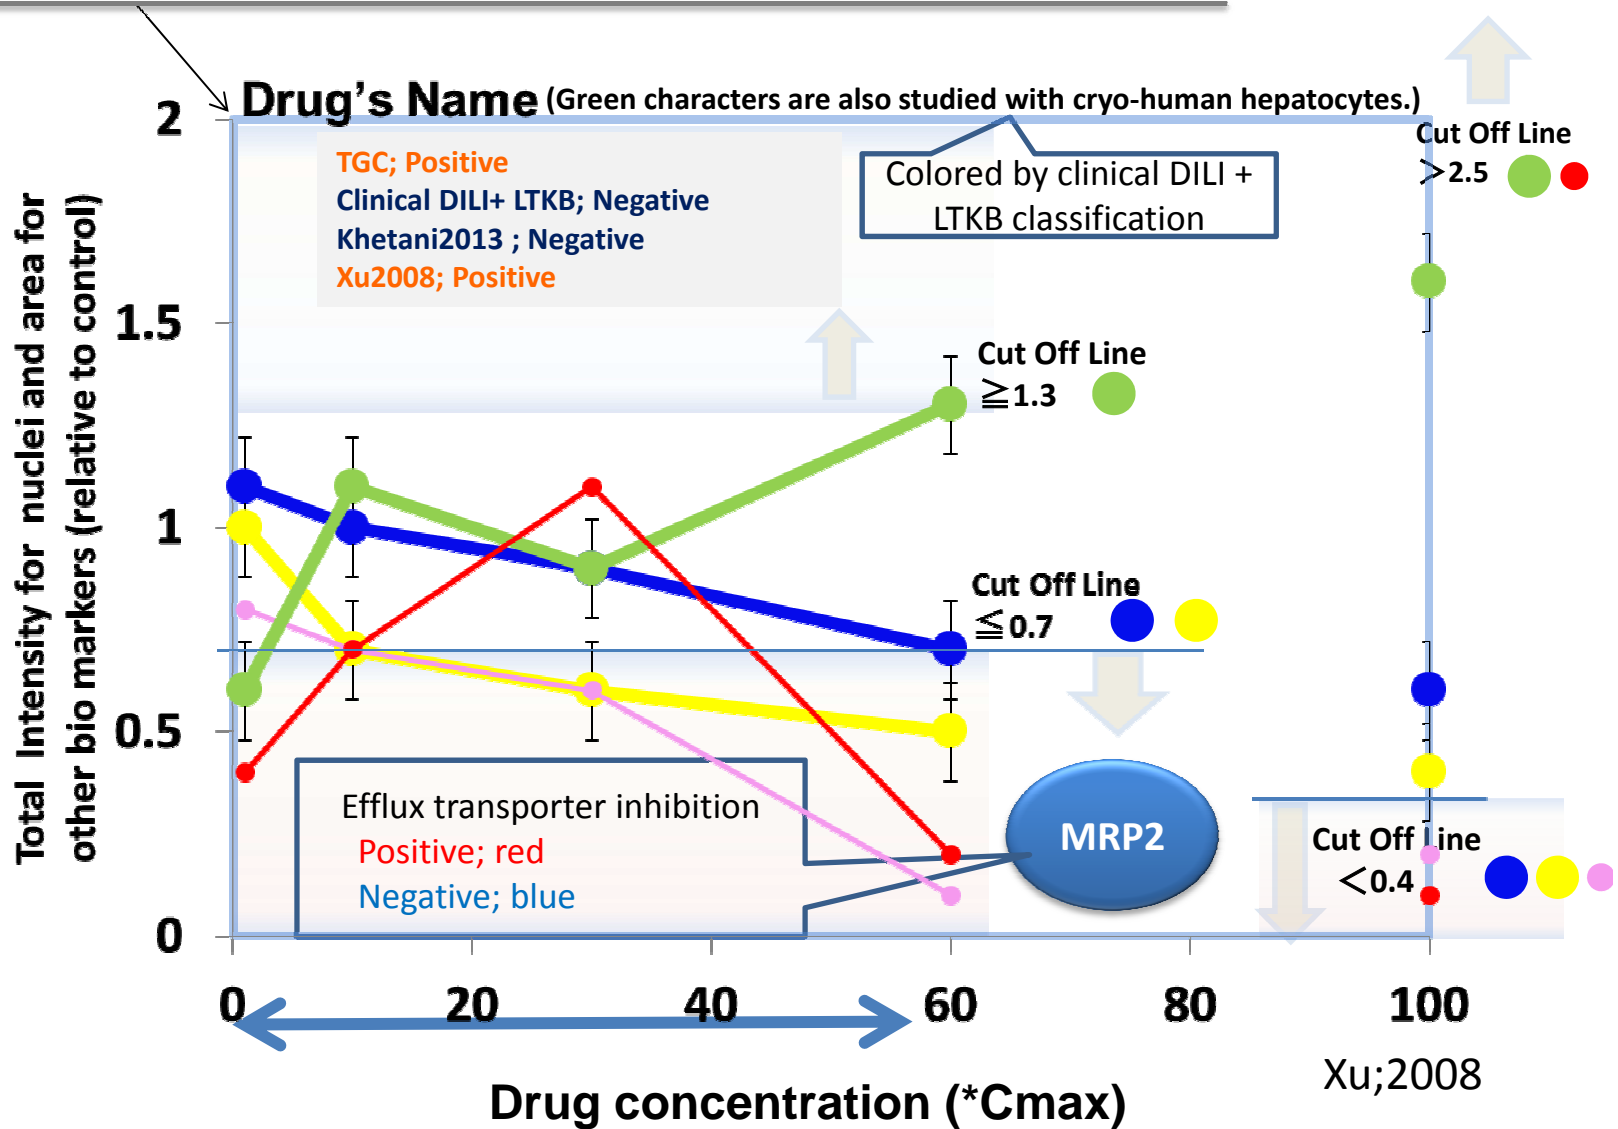 Drug's Name (Green characters are also studied with cryo-human hepatocytes.)
TGC; Positive
Clinical DILI+ LTKB; Negative
Khetani2013 ; Negative
Xu2008; Positive
Colored by clinical DILI +
LTKB classification
Cut Off Line
>2.5
Cut Off Line
≧1.3
Cut Off Line
≦0.7
Cut Off Line
<0.4
Efflux transporter inhibition
Positive; red
Negative; blue
MRP2
Total Intensity for nuclei and area for
other bio markers (relative to control)
2
1.5
1
0.5
0
0 20 40 60 80 100
Xu;2008
Drug concentration (*Cmax)